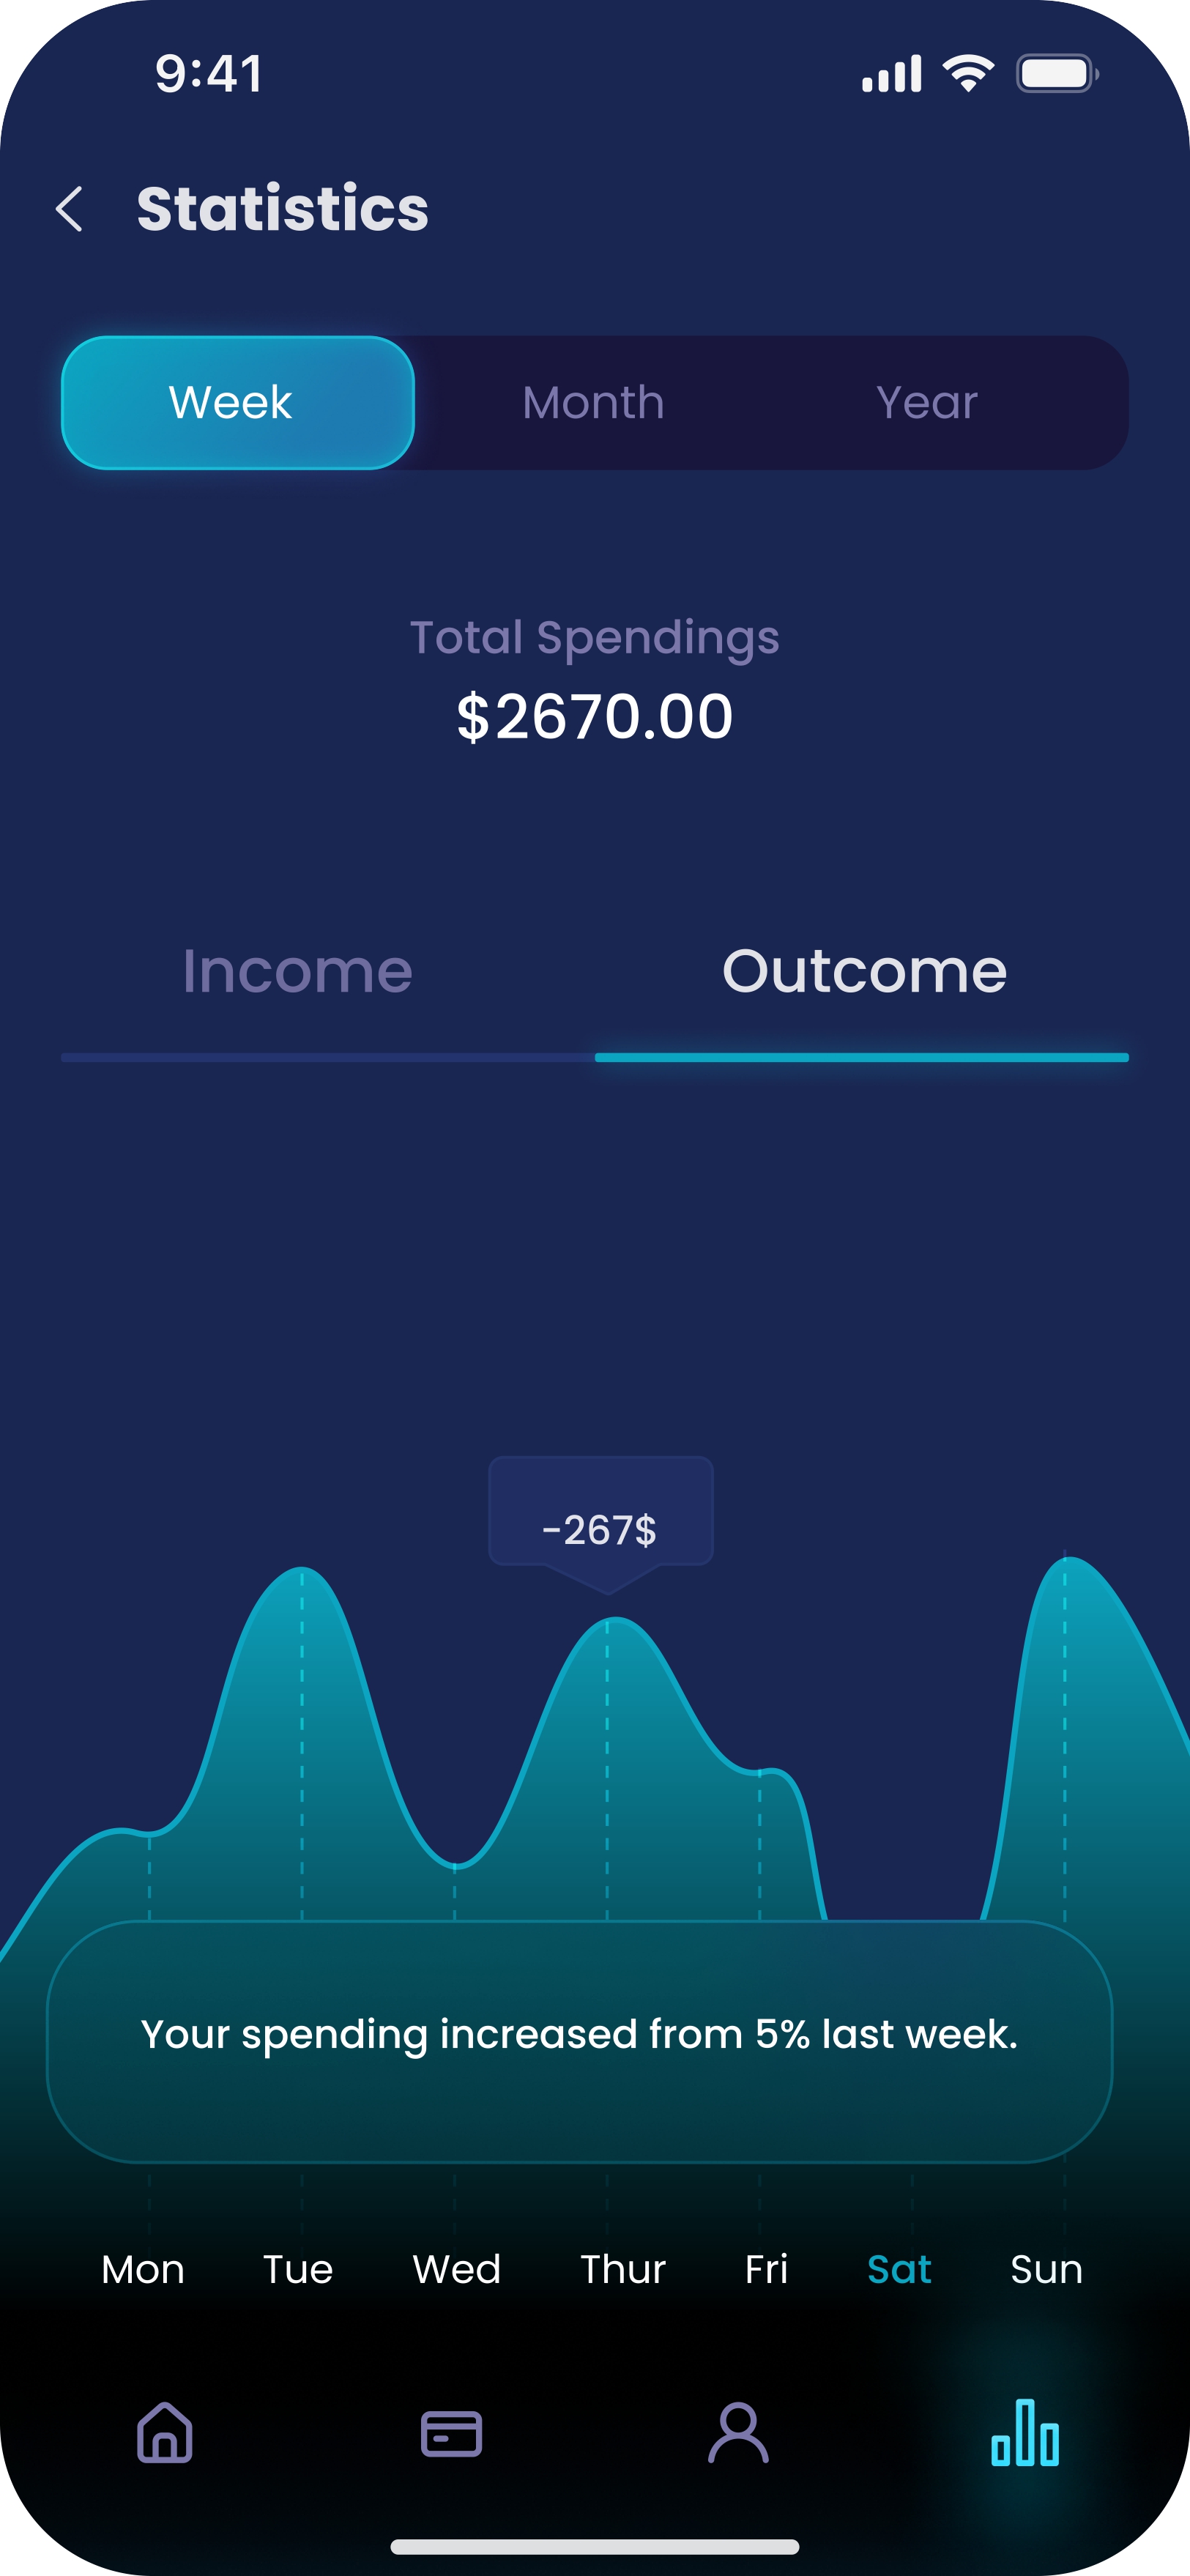 9:41
Statistics
Week Month Year
Total Spendings
$2670.00
Income Outcome
-267$
Your spending increased from 5% last week.
Mon Tue Wed Thur Fri Sat Sun